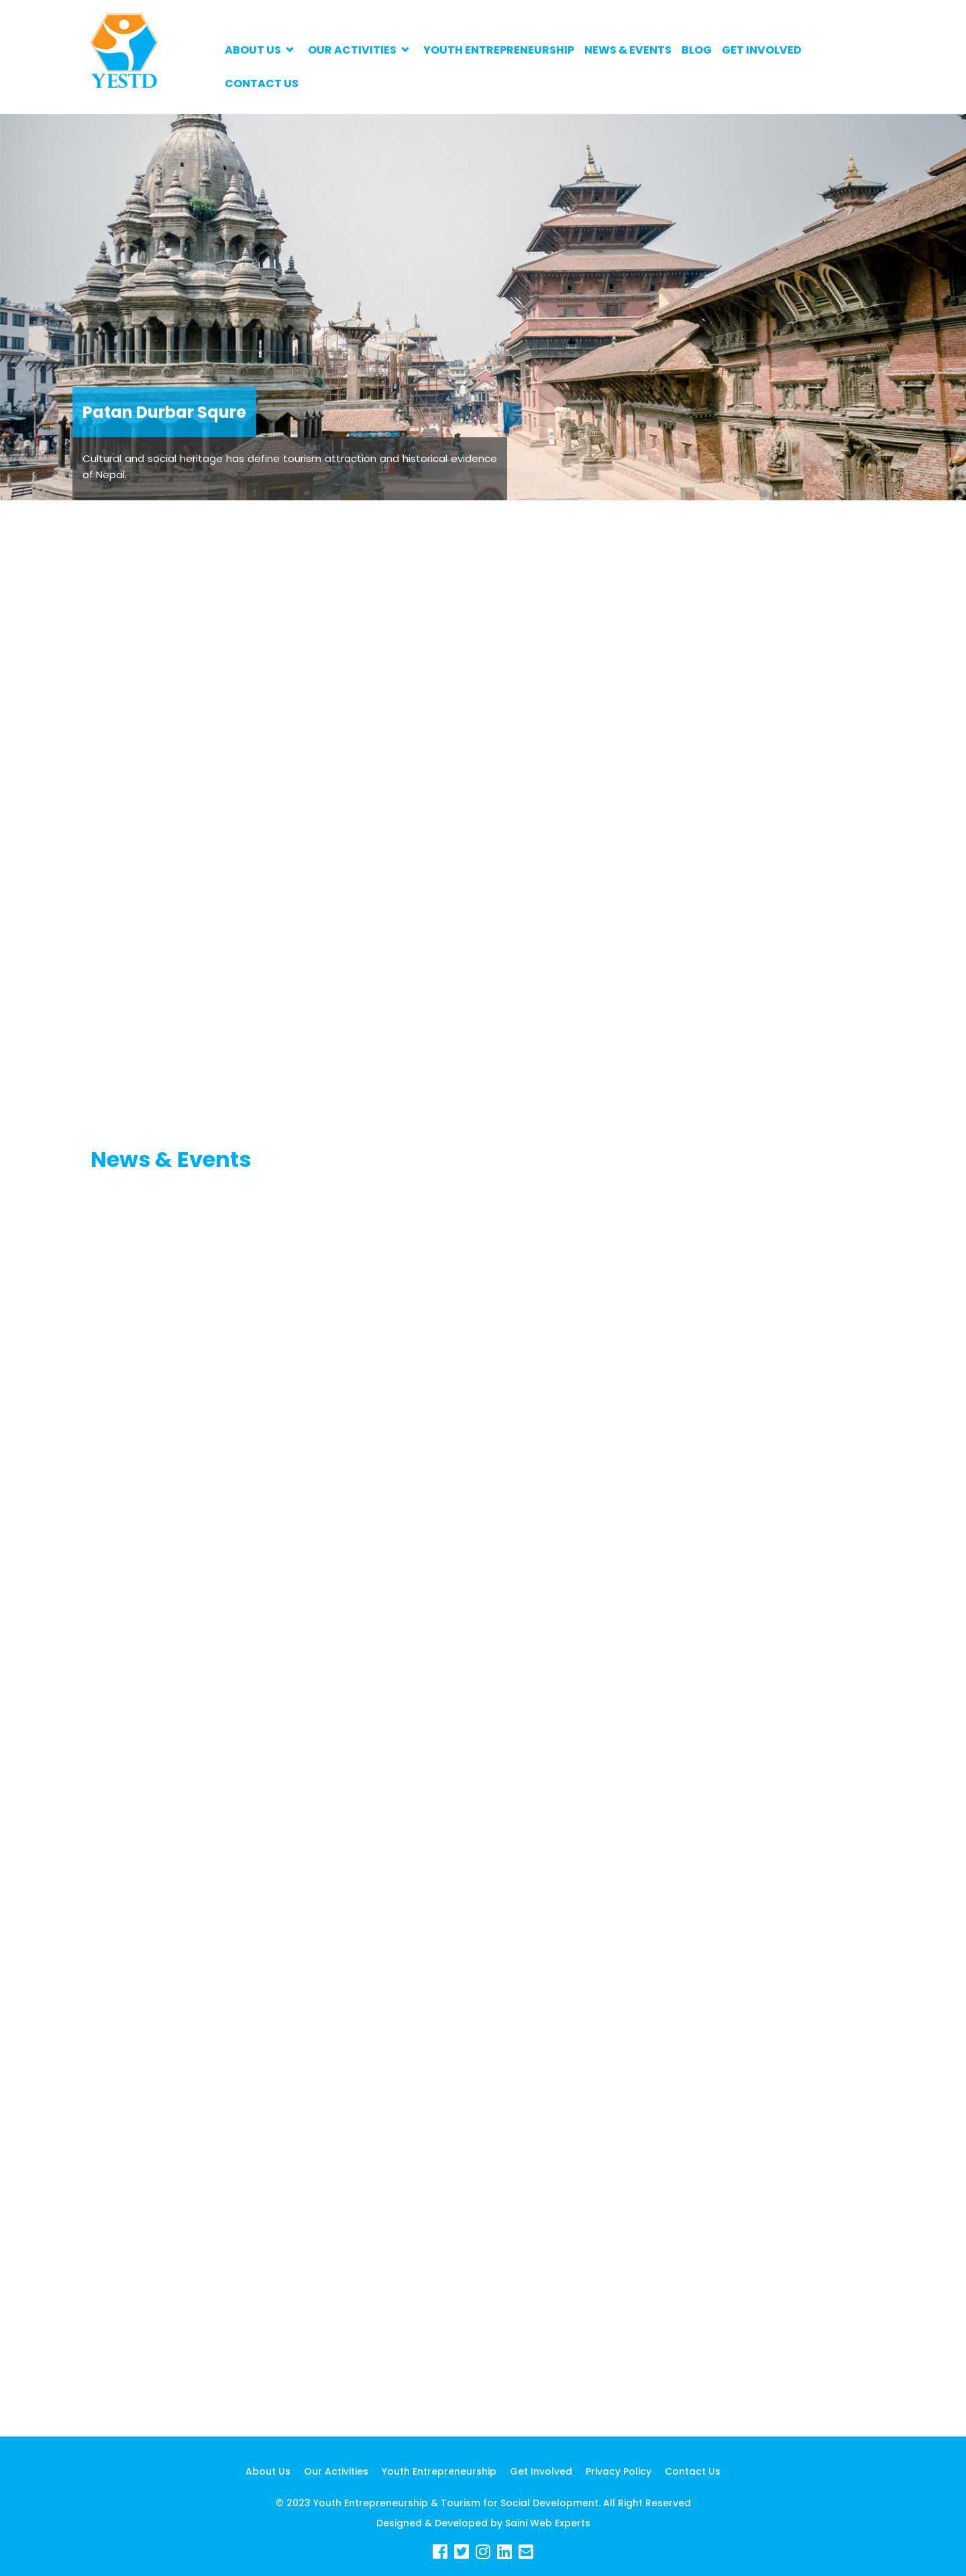 YESTD
ABOUT US OUR ACTIVITIES YOUTH ENTREPRENEURSHIP NEWS & EVENTS BLOG GET INVOLVED
CONTACT US
Patan Durbar Squre
Cultural and social heritage has define tourism attraction and historical evidence
of Nepal.
News & Events
About Us Our Activities Youth Entrepreneurship Get Involved Privacy Policy Contact Us
© 2023 Youth Entrepreneurship & Tourism for Social Development. All Right Reserved
Designed & Developed by Saini Web Experts